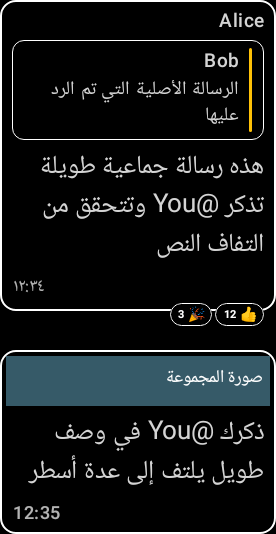 Alice
Bob
الرسالة الأصلية التي تم الرد
عليها
هذه رسالة جماعية طويلة
تذكر @You وتتحقق من
التفاف النص
١٢:٣٤
3 🎉 12 👍
صورة المجموعة
ذكرك @You في وصف
طويل يلتف إلى عدة أسطر
12:35